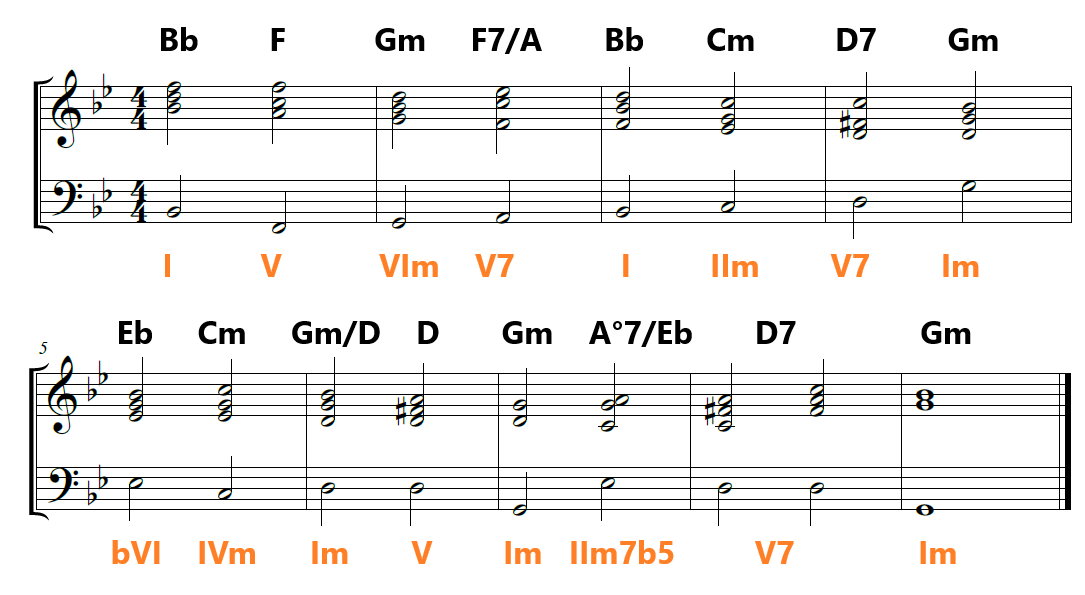 Bb F Gm F7/A Bb Cm D7 Gm
4 4
4 4
I V VIm V7 I IIm V7 Im
Eb Cm Gm/D D Gm A°7/Eb D7 Gm
5
bVI IVm Im V Im IIm7b5 V7 Im